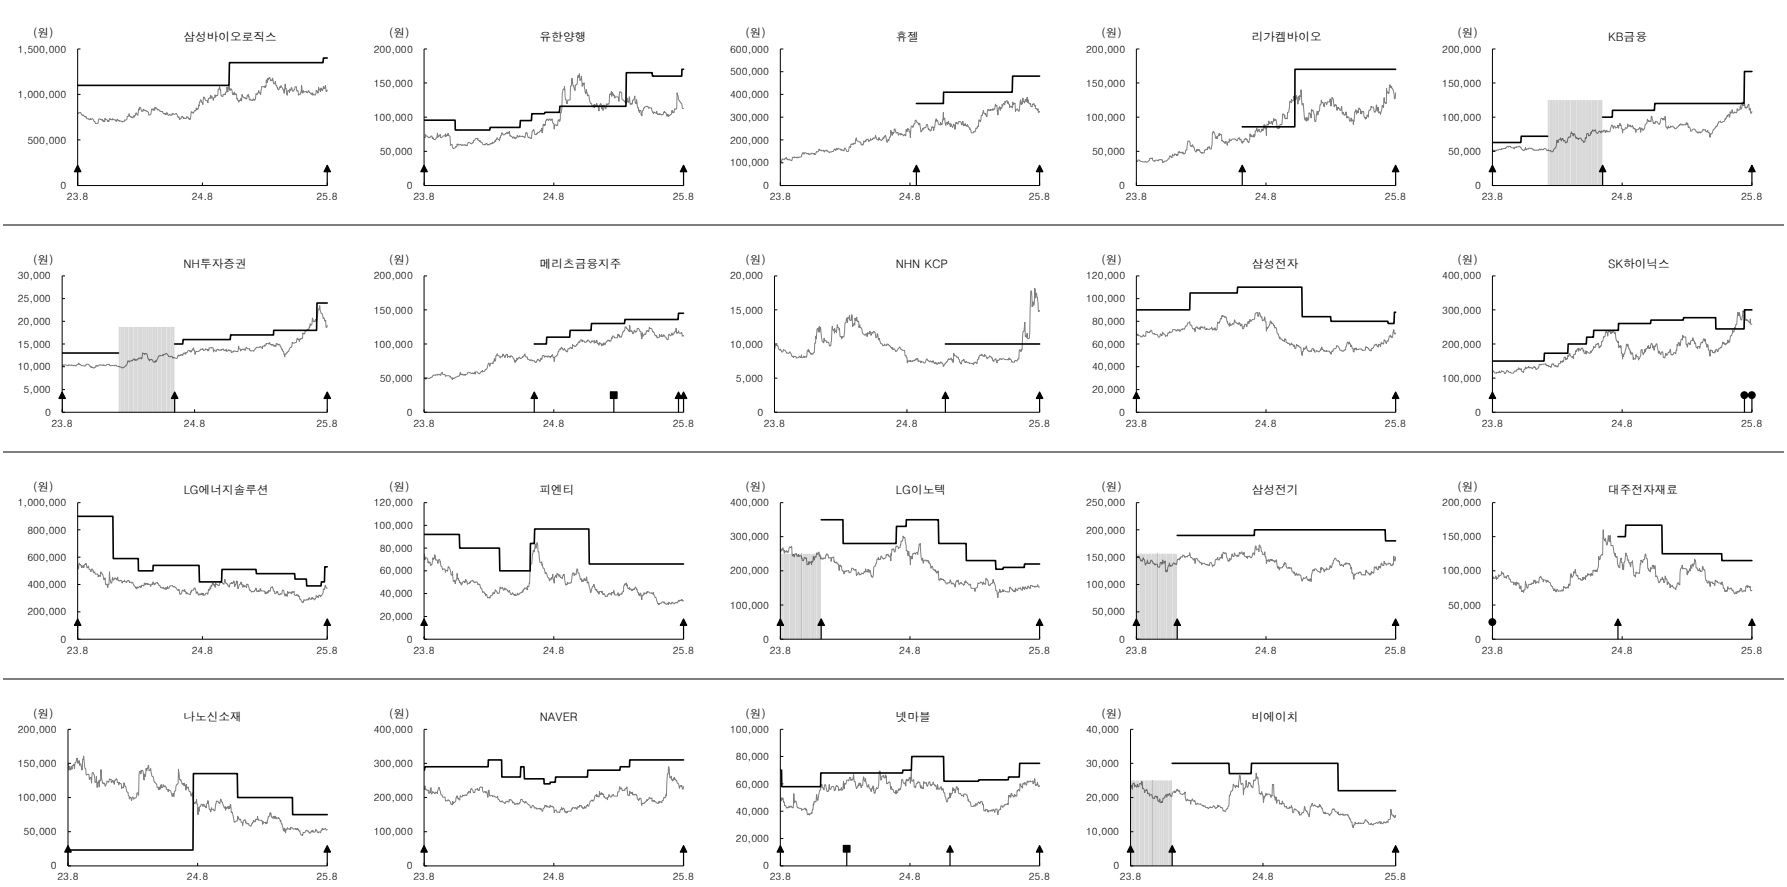 (원) 삼성바이오로직스
1,500,000
1,000,000
500,000
0
23.8 24.8 25.8
(원) 유한양행
200,000
150,000
100,000
50,000
0
23.8 24.8 25.8
(원) 휴젤
600,000
500,000
400,000
300,000
200,000
100,000
0
23.8 24.8 25.8
(원) 리가켐바이오
200,000
150,000
100,000
50,000
0
23.8 24.8 25.8
(원) KB금융
200,000
150,000
100,000
50,000
0
23.8 24.8 25.8
(원) NH투자증권
30,000
25,000
20,000
15,000
10,000
5,000
0
23.8 24.8 25.8
(원) 메리츠금융지주
200,000
150,000
100,000
50,000
0
23.8 24.8 25.8
(원) NHN KCP
20,000
15,000
10,000
5,000
0
23.8 24.8 25.8
(원) 삼성전자
120,000
100,000
80,000
60,000
40,000
20,000
0
23.8 24.8 25.8
(원) SK하이닉스
400,000
300,000
200,000
100,000
0
23.8 24.8 25.8
(원) LG에너지솔루션
1,000,000
800,000
600,000
400,000
200,000
0
23.8 24.8 25.8
(원) 피엔티
120,000
100,000
80,000
60,000
40,000
20,000
0
23.8 24.8 25.8
(원) LG이노텍
400,000
300,000
200,000
100,000
0
23.8 24.8 25.8
(원) 삼성전기
250,000
200,000
150,000
100,000
50,000
0
23.8 24.8 25.8
(원) 대주전자재료
200,000
150,000
100,000
50,000
0
23.8 24.8 25.8
(원) 나노신소재
200,000
150,000
100,000
50,000
0
23.8 24.8 25.8
(원) NAVER
400,000
300,000
200,000
100,000
0
23.8 24.8 25.8
(원) 넷마블
100,000
80,000
60,000
40,000
20,000
0
23.8 24.8 25.8
(원) 비에이치
40,000
30,000
20,000
10,000
0
23.8 24.8 25.8